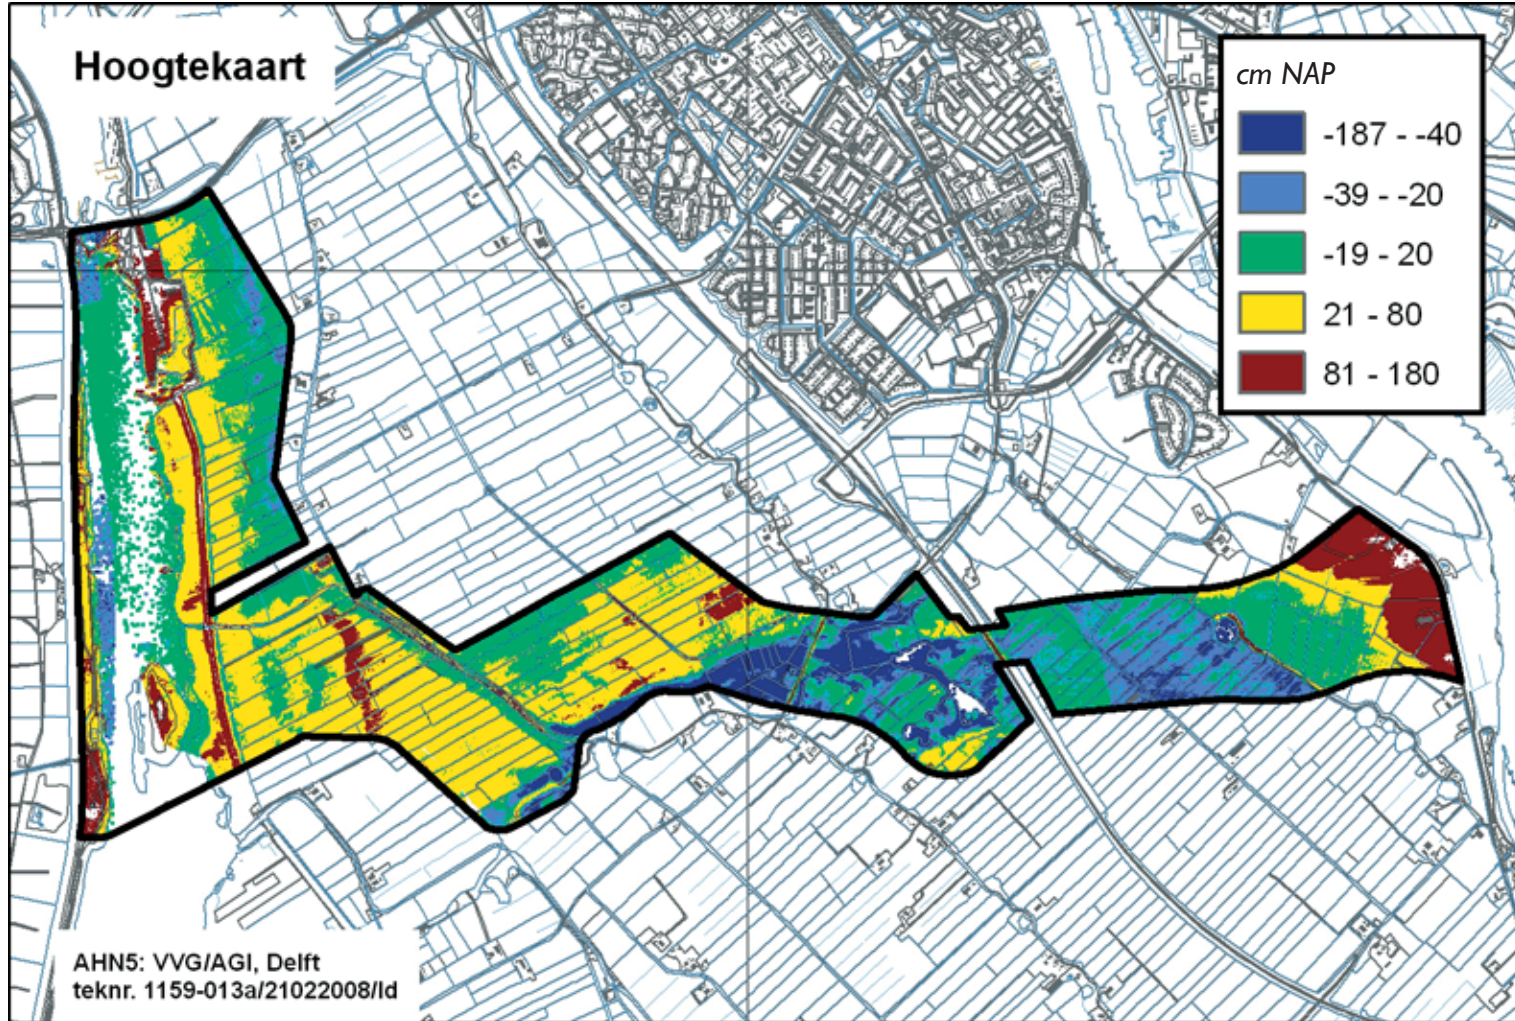 Hoogtekaart
cm NAP
-187 - -40
-39 - -20
-19 - 20
21 - 80
81 - 180
AHN5: VVG/AGI, Delft
teknr. 1159-013a/21022008/ld